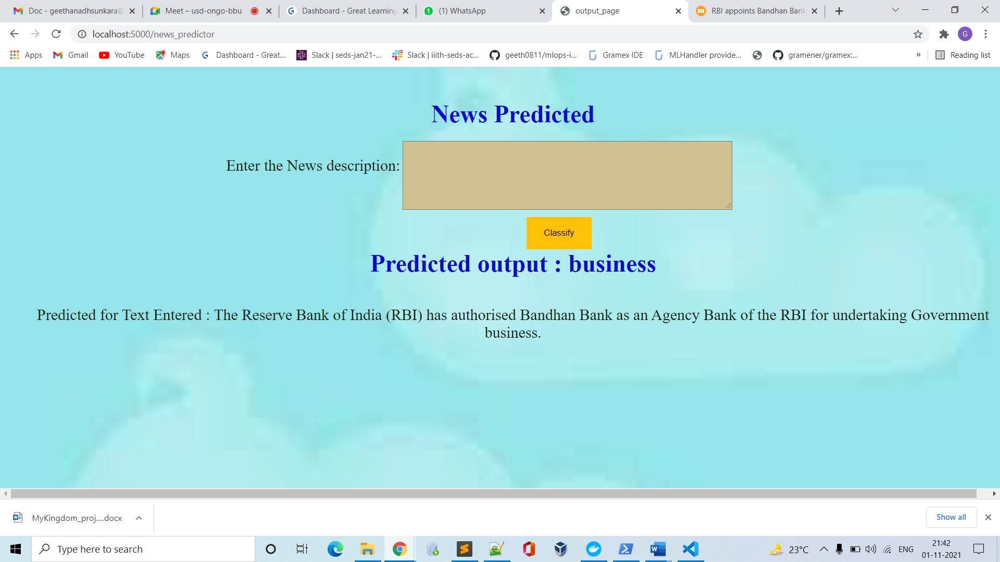 Doc - geethanadhsunkara@
Meet – usd-ongo-bbu
Dashboard - Great Learning
(1) WhatsApp
output_page
RBI appoints Bandhan Bank
localhost:5000/news_predictor
G
Apps
Gmail
YouTube
Maps
Dashboard - Great...
Slack | seds-jan21-...
Slack | iiith-seds-ac...
geeth0811/mlops-i...
Gramex IDE
MLHandler provide...
gramener/gramex:...
»
Reading list
News Predicted
Enter the News description:
Classify
Predicted output : business
Predicted for Text Entered : The Reserve Bank of India (RBI) has authorised Bandhan Bank as an Agency Bank of the RBI for undertaking Government
business.
MyKingdom_proj....docx
Show all
Type here to search
23°C
ENG
21:42
01-11-2021